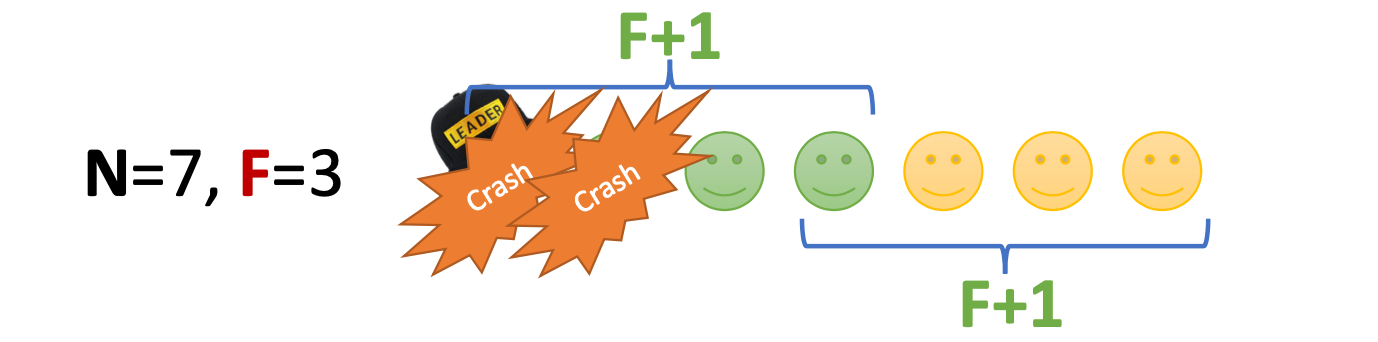 F+1
LEADER
N=7, F=3
Crash
Crash
F+1